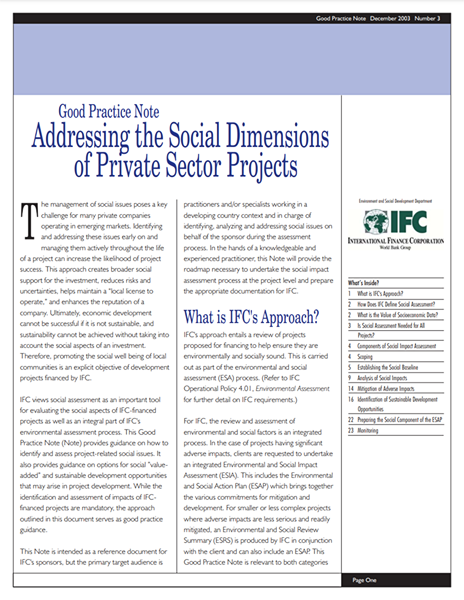 Good Practice Note December 2003 Number 3
Good Practice Note
Addressing the Social Dimensions
of Private Sector Projects
The management of social issues poses a key
challenge for many private companies
operating in emerging markets. Identifying
and addressing these issues early on and
managing them actively throughout the life
of a project can increase the likelihood of project
success. This approach creates broader social
support for the investment, reduces risks and
uncertainties, helps maintain a "local license to
operate," and enhances the reputation of a
company. Ultimately, economic development
cannot be successful if it is not sustainable, and
sustainability cannot be achieved without taking into
account the social aspects of an investment.
Therefore, promoting the social well being of local
communities is an explicit objective of development
projects financed by IFC.
IFC views social assessment as an important tool
for evaluating the social aspects of IFC-financed
projects as well as an integral part of IFC's
environmental assessment process. This Good
Practice Note (Note) provides guidance on how to
identify and assess project-related social issues. It
also provides guidance on options for social "value-
added" and sustainable development opportunities
that may arise in project development. While the
identification and assessment of impacts of IFC-
financed projects are mandatory, the approach
outlined in this document serves as good practice
guidance.
This Note is intended as a reference document for
IFC's sponsors, but the primary target audience is
practitioners and/or specialists working in a
developing country context and in charge of
identifying, analyzing and addressing social issues on
behalf of the sponsor during the assessment
process. In the hands of a knowledgeable and
experienced practitioner, this Note will provide the
roadmap necessary to undertake the social impact
assessment process at the project level and prepare
the appropriate documentation for IFC.
What is IFC's Approach?
IFC's approach entails a review of projects
proposed for financing to help ensure they are
environmentally and socially sound. This is carried
out as part of the environmental and social
assessment (ESA) process. (Refer to IFC
Operational Policy 4.01, Environmental Assessment
for further detail on IFC requirements.)
For IFC, the review and assessment of
environmental and social factors is an integrated
process. In the case of projects having significant
adverse impacts, clients are requested to undertake
an integrated Environmental and Social Impact
Assessment (ESIA). This includes the Environmental
and Social Action Plan (ESAP) which brings together
the various commitments for mitigation and
development. For smaller or less complex projects
where adverse impacts are less serious and readily
mitigated, an Environmental and Social Review
Summary (ESRS) is produced by IFC in conjunction
with the client and can also include an ESAP. This
Good Practice Note is relevant to both categories
Environment and Social Development Department
IFC
INTERNATIONAL FINANCE CORPORATION
World Bank Group
What's Inside?
1 What is IFC's Approach?
2 How Does IFC Define Social Assessment?
2 What is the Value of Socioeconomic Data?
3 Is Social Assessment Needed for All
Projects?
4 Components of Social Impact Assessment
4 Scoping
5 Establishing the Social Baseline
9 Analysis of Social Impacts
14 Mitigation of Adverse Impacts
16 Identification of Sustainable Development
Opportunities
22 Preparing the Social Component of the ESAP
23 Monitoring
Page One